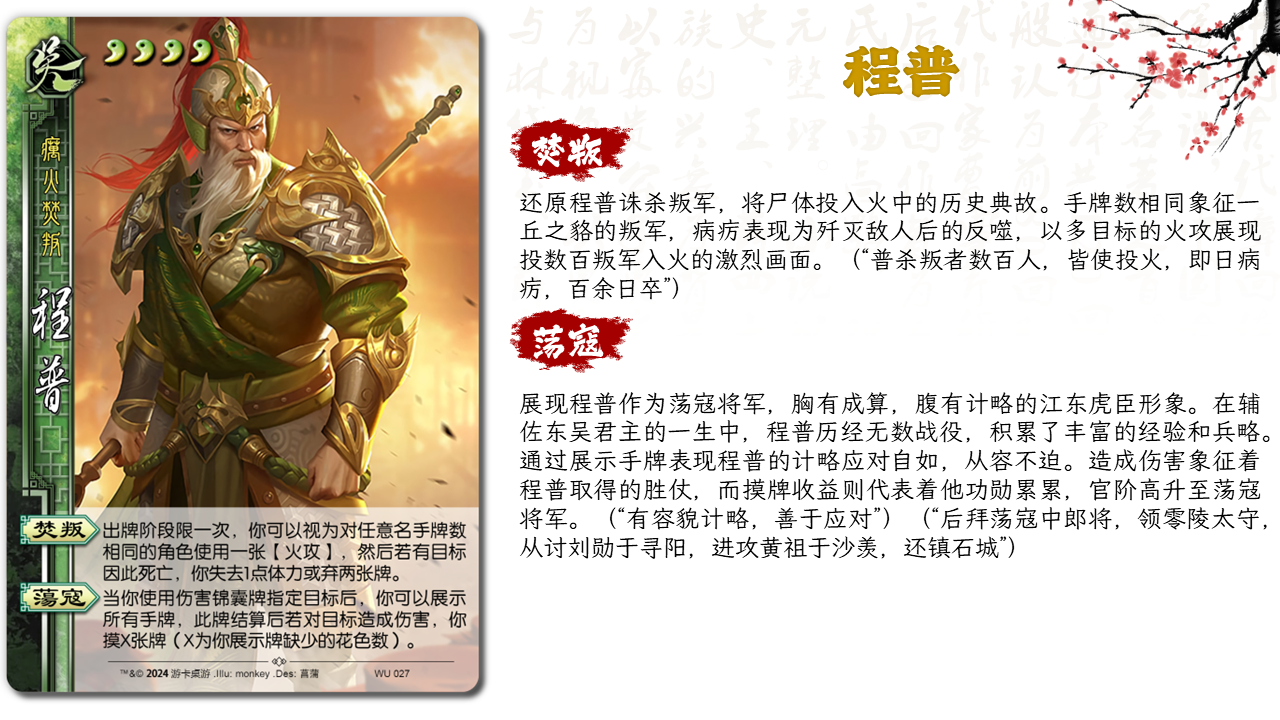 吴
癘火焚叛
程普
焚叛
出牌阶段限一次，你可以视为对任意名手牌数
相同的角色使用一张【火攻】，然后若有目标
因此死亡，你失去1点体力或弃两张牌。
蕩寇
当你使用伤害锦囊牌指定目标后，你可以展示
所有手牌，此牌结算后若对目标造成伤害，你
摸X张牌（X为你展示牌缺少的花色数）。
™&© 2024 游卡桌游 .Illu: monkey .Des: 菖蒲 WU 027
程普
焚叛
还原程普诛杀叛军，将尸体投入火中的历史典故。手牌数相同象征一
丘之貉的叛军，病疠表现为歼灭敌人后的反噬，以多目标的火攻展现
投数百叛军入火的激烈画面。（“普杀叛者数百人，皆使投火，即日病
疠，百余日卒”）
荡寇
展现程普作为荡寇将军，胸有成算，腹有计略的江东虎臣形象。在辅
佐东吴君主的一生中，程普历经无数战役，积累了丰富的经验和兵略。
通过展示手牌表现程普的计略应对自如，从容不迫。造成伤害象征着
程普取得的胜仗，而摸牌收益则代表着他功勋累累，官阶高升至荡寇
将军。（“有容貌计略，善于应对”）（“后拜荡寇中郎将，领零陵太守，
从讨刘勋于寻阳，进攻黄祖于沙羡，还镇石城”）